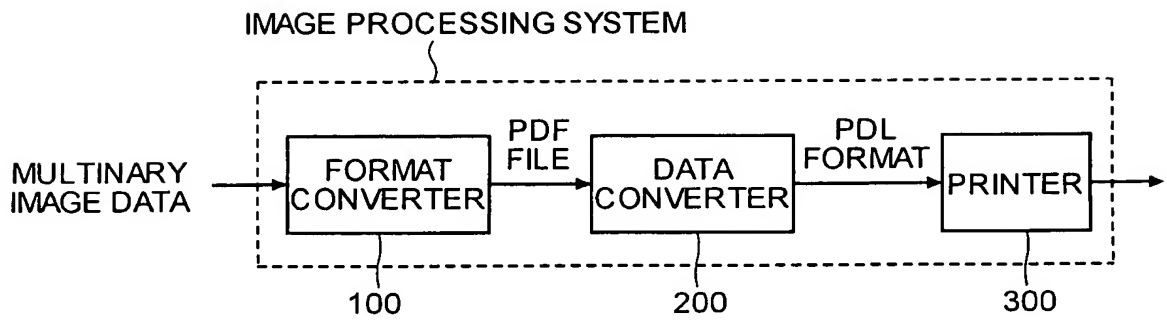 IMAGE PROCESSING SYSTEM
MULTINARY
IMAGE DATA
FORMAT
CONVERTER
PDF
FILE
DATA
CONVERTER
PDL
FORMAT
PRINTER
100
200
300